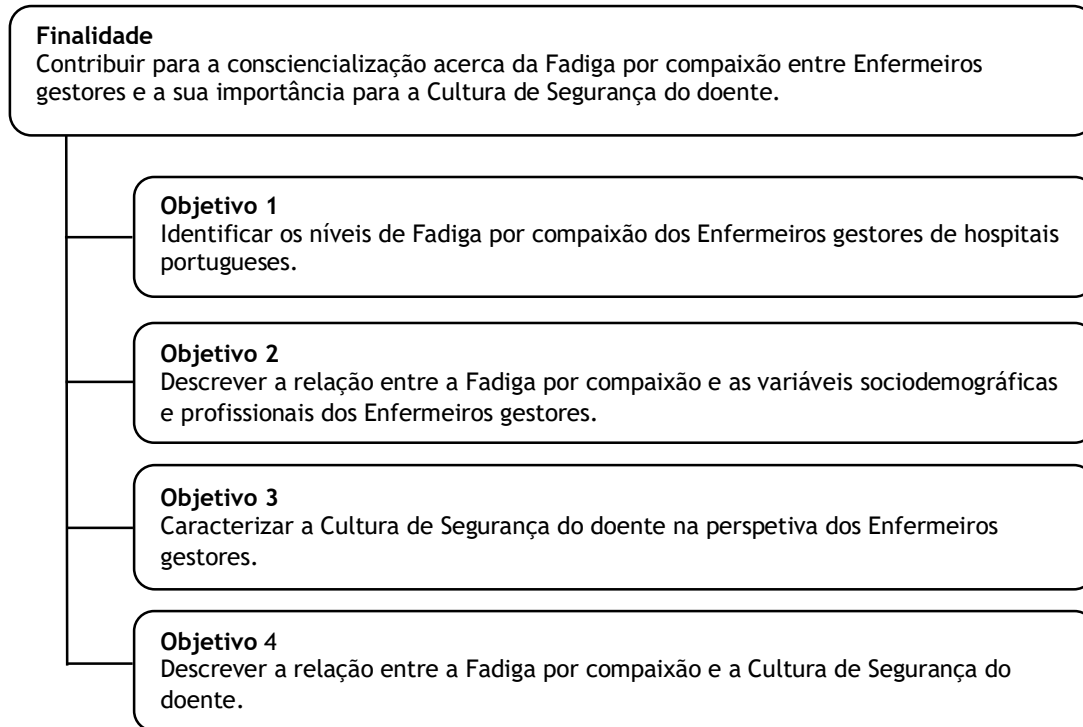 Finalidade
Contribuir para a consciencialização acerca da Fadiga por compaixão entre Enfermeiros
gestores e a sua importância para a Cultura de Segurança do doente.
Objetivo 1
Identificar os níveis de Fadiga por compaixão dos Enfermeiros gestores de hospitais
portugueses.
Objetivo 2
Descrever a relação entre a Fadiga por compaixão e as variáveis sociodemográficas
e profissionais dos Enfermeiros gestores.
Objetivo 3
Caracterizar a Cultura de Segurança do doente na perspetiva dos Enfermeiros
gestores.
Objetivo 4
Descrever a relação entre a Fadiga por compaixão e a Cultura de Segurança do
doente.